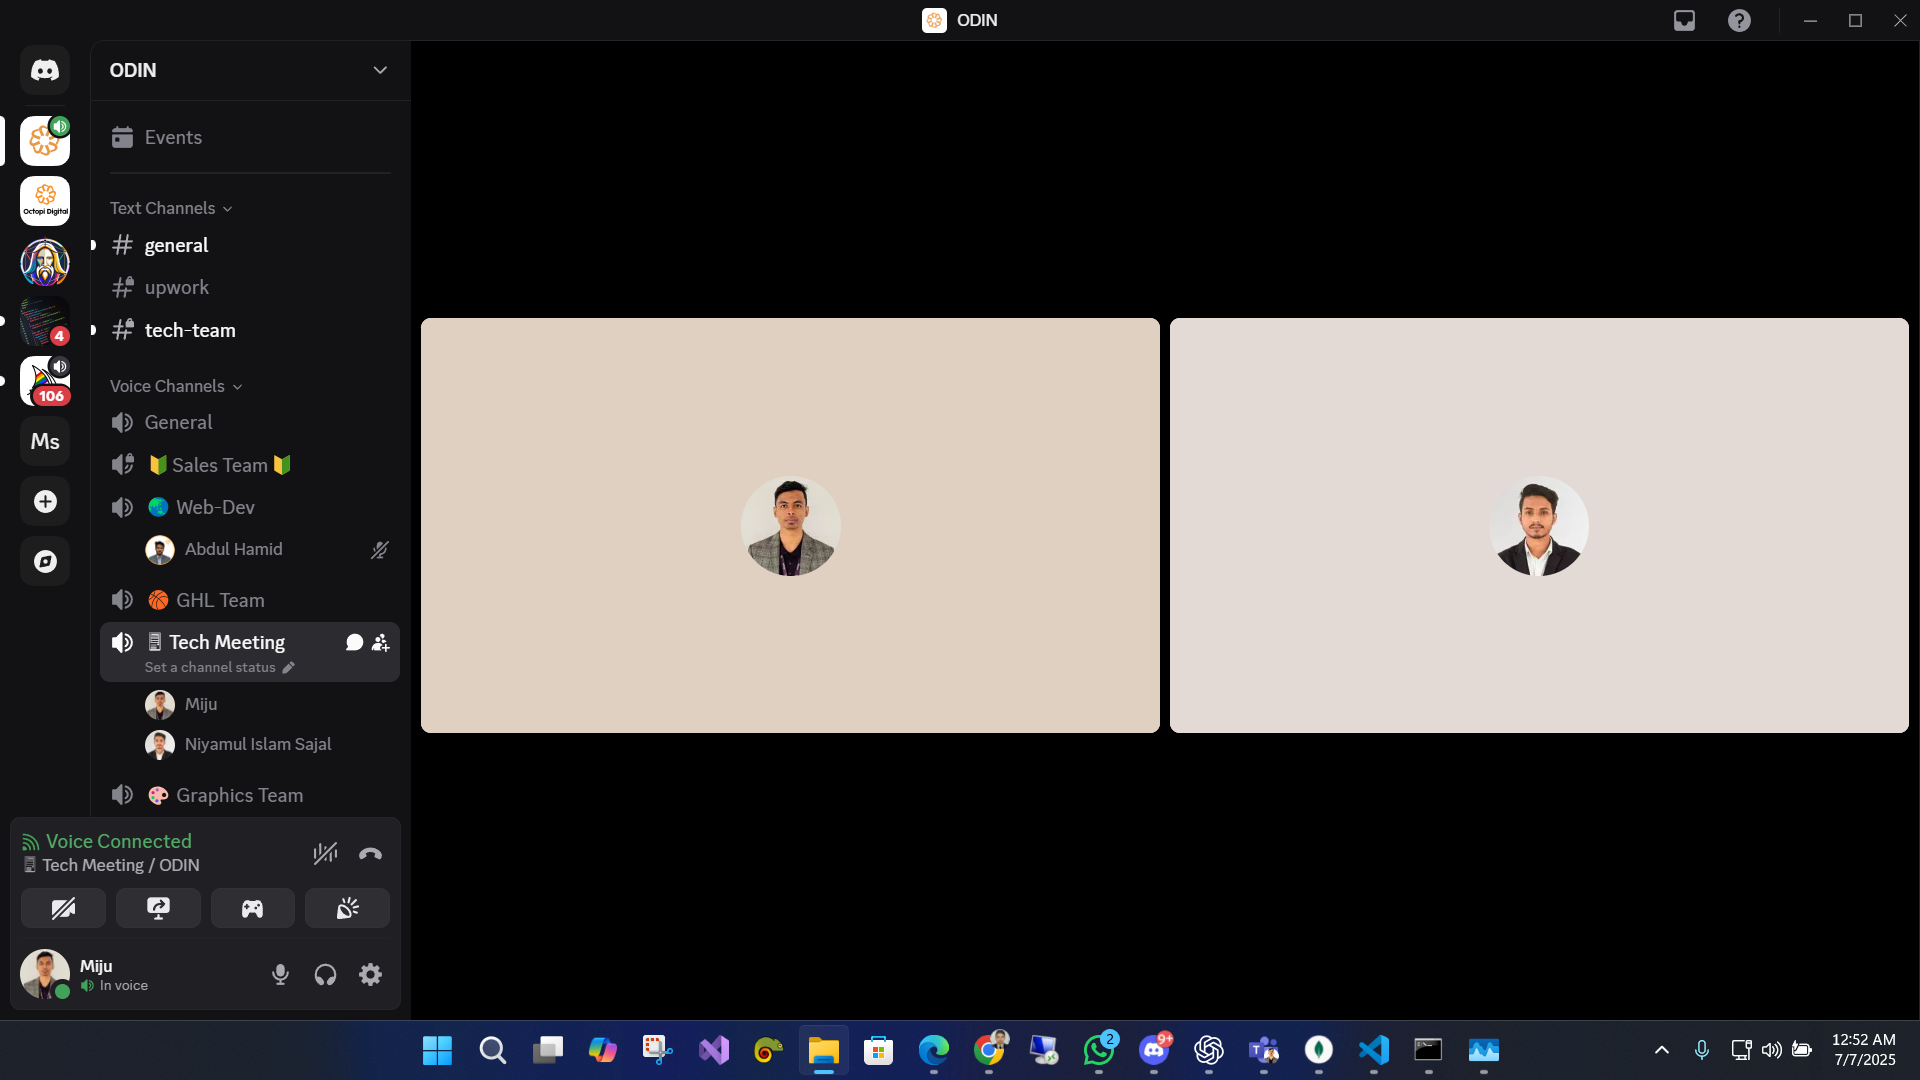 ODIN
ODIN
Events
Octopi Digital
Text Channels
general
upwork
tech-team
4
Voice Channels
106
General
Ms
Sales Team
Web-Dev
Abdul Hamid
GHL Team
Tech Meeting
Set a channel status
Miju
Niyamul Islam Sajal
Graphics Team
Voice Connected
Tech Meeting / ODIN
Miju
In voice
2
9+
12:52 AM
7/7/2025